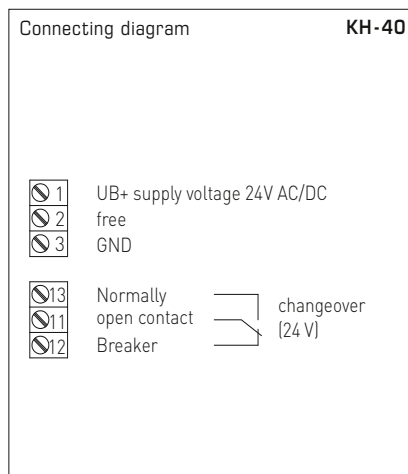 Connecting diagram KH-40
1 UB+ supply voltage 24V AC/DC
2 free
3 GND
13 Normally
11 open contact
12 Breaker
changeover
(24 V)